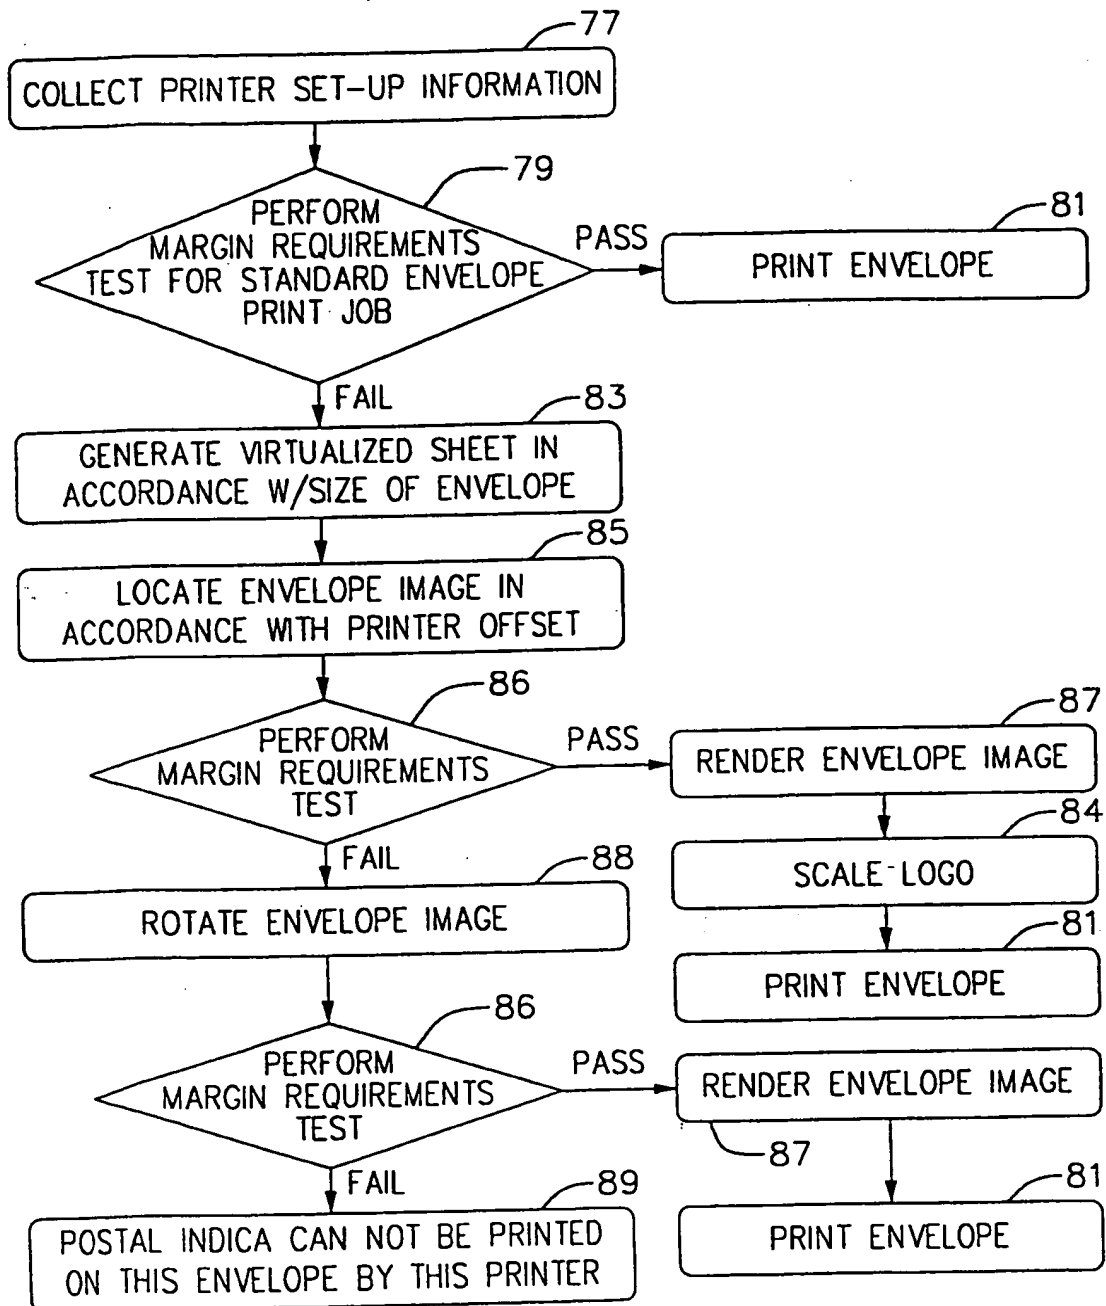 77
COLLECT PRINTER SET-UP INFORMATION
79
PERFORM
MARGIN REQUIREMENTS
TEST FOR STANDARD ENVELOPE
PRINT JOB
PASS
81
PRINT ENVELOPE
FAIL
83
GENERATE VIRTUALIZED SHEET IN
ACCORDANCE W/SIZE OF ENVELOPE
85
LOCATE ENVELOPE IMAGE IN
ACCORDANCE WITH PRINTER OFFSET
86
PERFORM
MARGIN REQUIREMENTS
TEST
PASS
87
RENDER ENVELOPE IMAGE
84
SCALE-LOGO
81
PRINT ENVELOPE
FAIL
88
ROTATE ENVELOPE IMAGE
86
PERFORM
MARGIN REQUIREMENTS
TEST
PASS
RENDER ENVELOPE IMAGE
87
81
PRINT ENVELOPE
FAIL
89
POSTAL INDICA CAN NOT BE PRINTED
ON THIS ENVELOPE BY THIS PRINTER